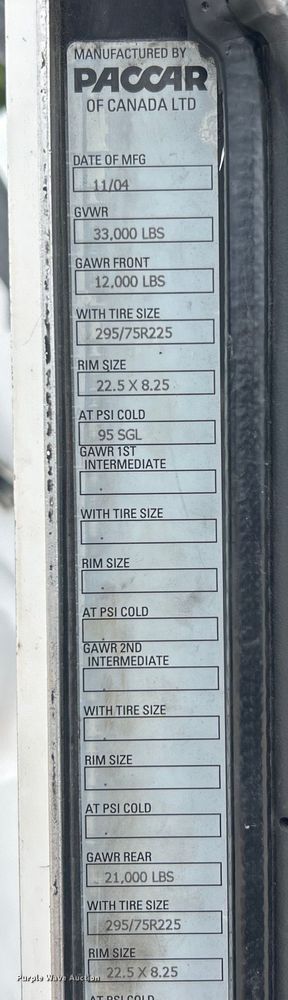 MANUFACTURED BY
PACCAR
OF CANADA LTD
DATE OF MFG
11/04
GVWR
33,000 LBS
GAWR FRONT
12,000 LBS
WITH TIRE SIZE
295/75R225
RIM SIZE
22.5 X 8.25
AT PSI COLD
95 SGL
GAWR 1ST
INTERMEDIATE
.
WITH TIRE SIZE
.
RIM SIZE
.
AT PSI COLD
.
GAWR 2ND
INTERMEDIATE
.
WITH TIRE SIZE
.
RIM SIZE
.
AT PSI COLD
.
GAWR REAR
21,000 LBS
WITH TIRE SIZE
295/75R225
RIM SIZE
22.5 X 8.25
AT PSI COLD
Purple Wave Auction